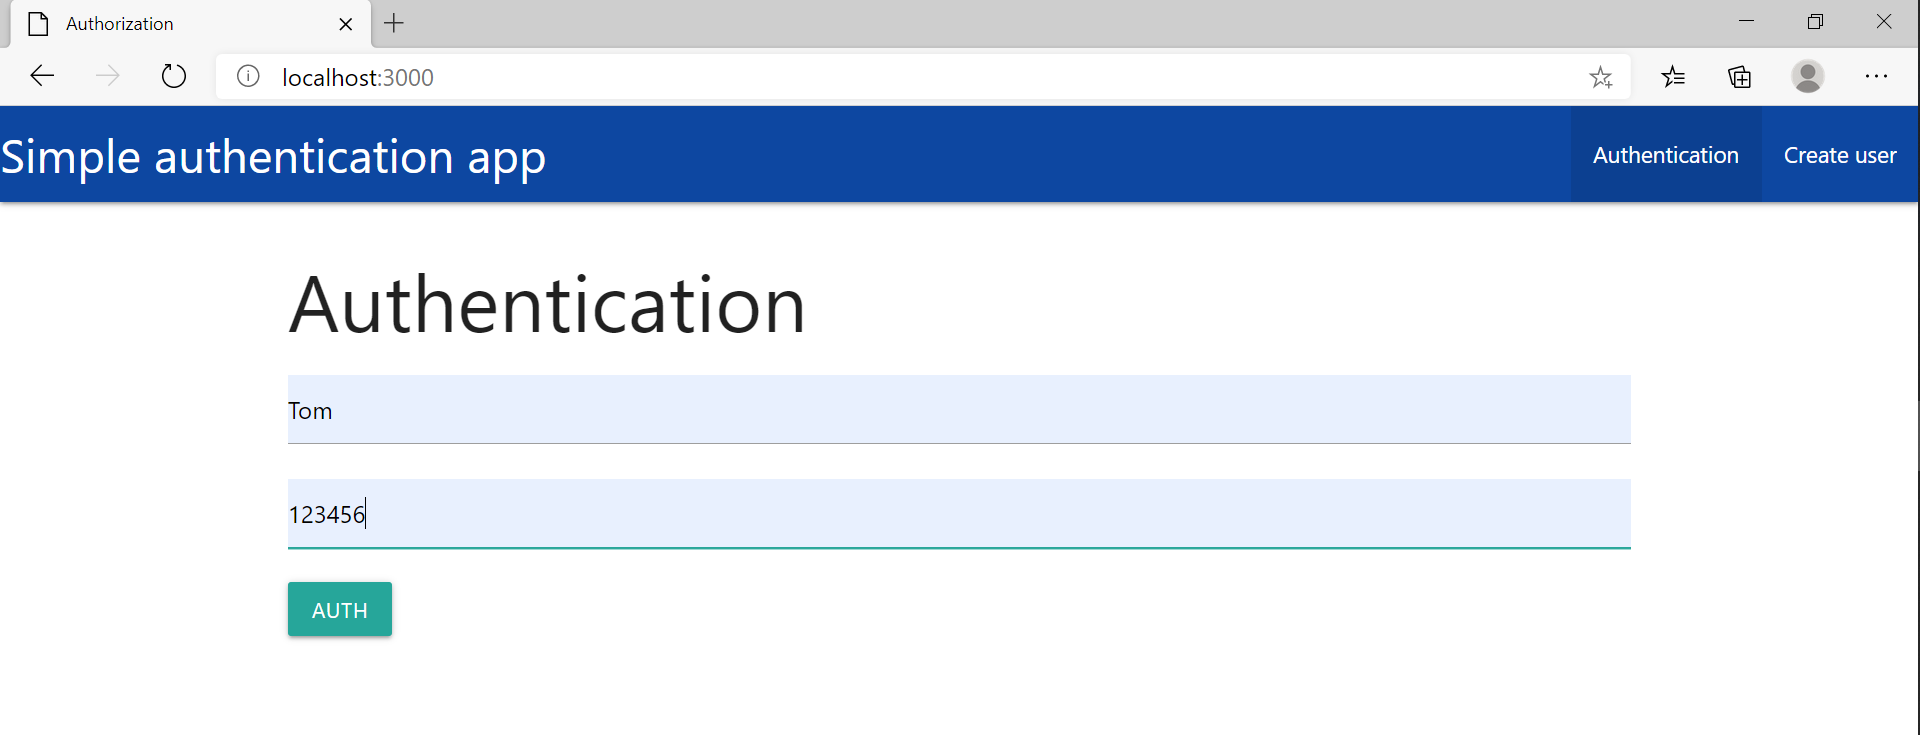 Authorization
localhost:3000
Simple authentication app
Authentication
Create user
Authentication
Tom
123456
AUTH